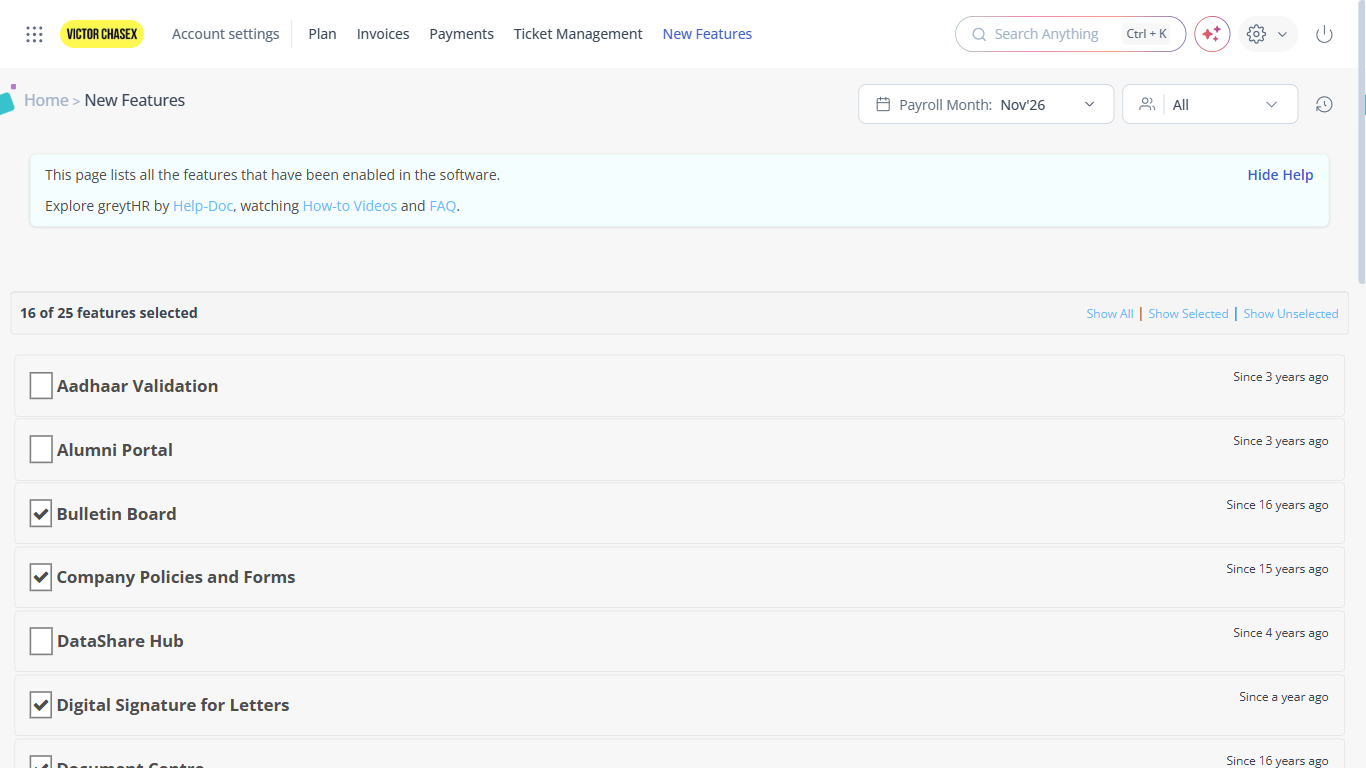 VICTOR CHASEX Account settings Plan Invoices Payments Ticket Management New Features Search Anything Ctrl + K
Home > New Features Payroll Month: Nov'26 All
This page lists all the features that have been enabled in the software. Hide Help
Explore greytHR by Help-Doc, watching How-to Videos and FAQ.
16 of 25 features selected Show All | Show Selected | Show Unselected
Aadhaar Validation Since 3 years ago
Alumni Portal Since 3 years ago
Bulletin Board Since 16 years ago
Company Policies and Forms Since 15 years ago
DataShare Hub Since 4 years ago
Digital Signature for Letters Since a year ago
Document Centre Since 16 years ago